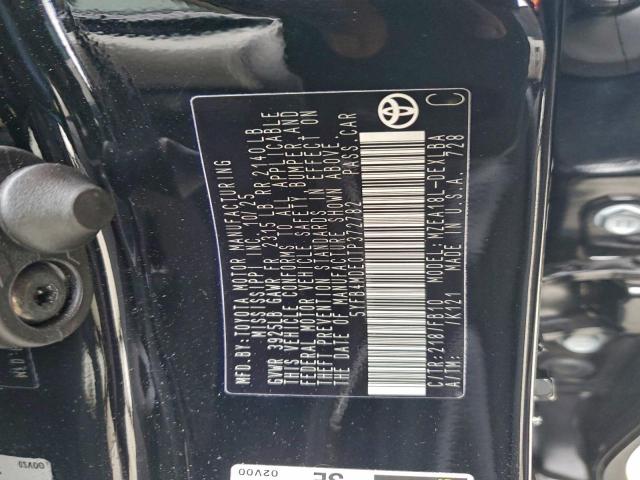 MFD. BY: TOYOTA MOTOR MANUFACTURING
MISSISSIPPI, INC. 10/25
GVWR 3925LB GAWR FR 2315 LB RR 2140 LB
THIS VEHICLE CONFORMS TO ALL APPLICABLE
FEDERAL MOTOR VEHICLE SAFETY, BUMPER AND
THEFT PREVENTION STANDARDS IN EFFECT ON
THE DATE OF MANUFACTURE SHOWN ABOVE.
5YFB4MDE0TP372782 PASS. CAR
C/TR: 218/FB10 MODEL: MZEA18L-DEXLBA
A/TM: /K121 MADE IN U.S.A. 728
C
02V00